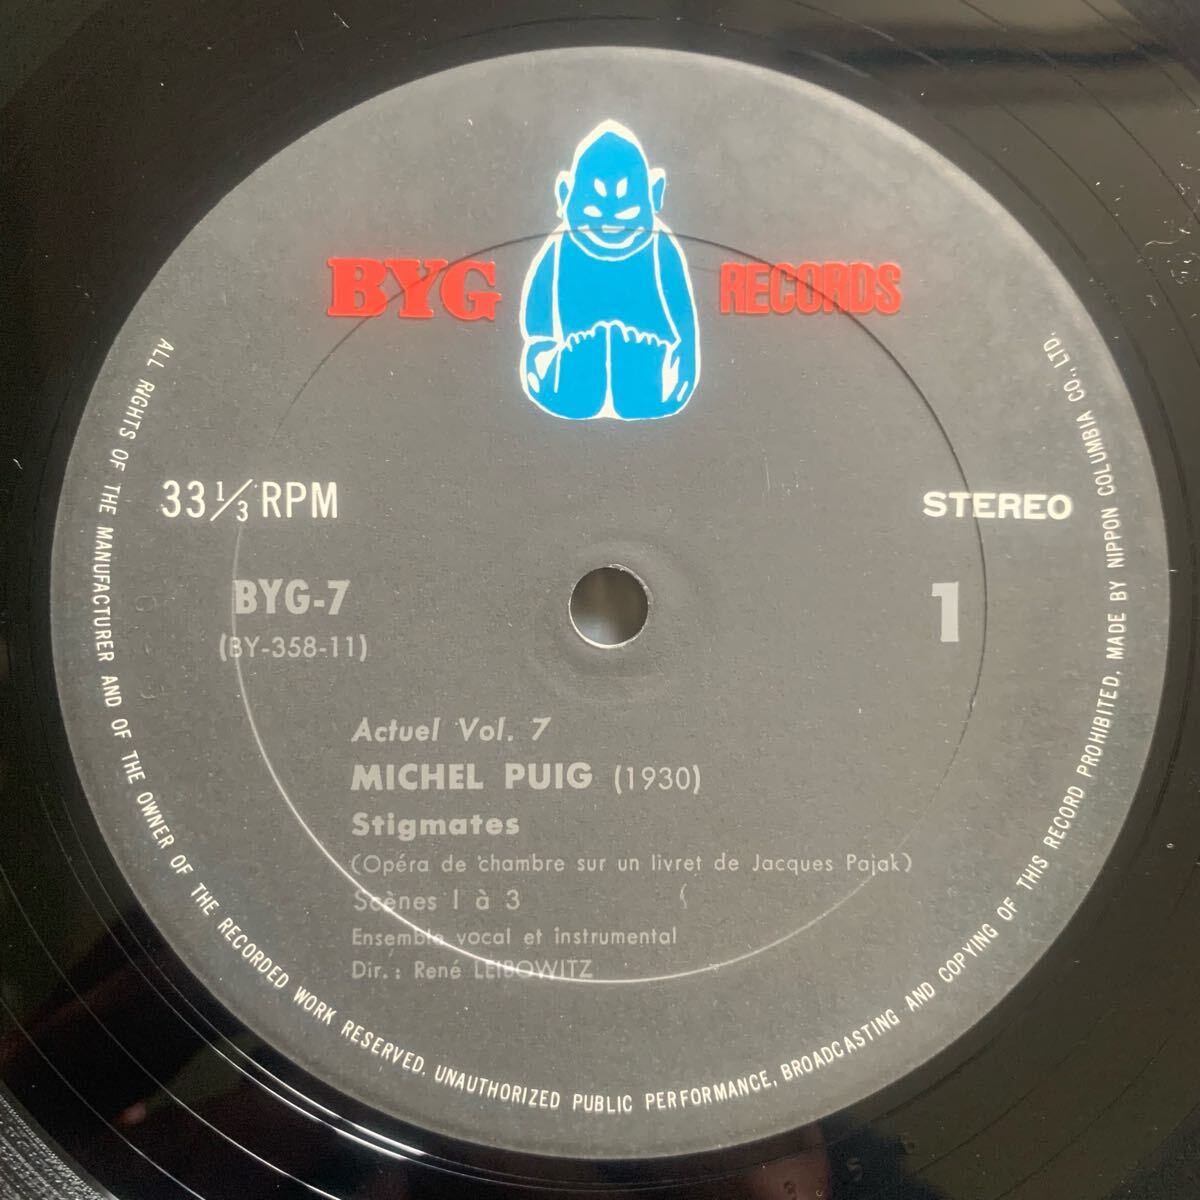 BYG RECORDS
33 1/3 RPM
STEREO
BYG-7
(BY-358-11)
1
Actuel Vol. 7
MICHEL PUIG (1930)
Stigmates
(Opéra de chambre sur un livret de Jacques Pajak)
Scènes 1 à 3
Ensemble vocal et instrumental
Dir.: René LEIBOWITZ
ALL RIGHTS OF THE MANUFACTURER AND OF THE OWNER OF THE RECORDED WORK RESERVED. UNAUTHORIZED PUBLIC PERFORMANCE, BROADCASTING AND COPYING OF THIS RECORD PROHIBITED. MADE BY NIPPON COLUMBIA CO., LTD.